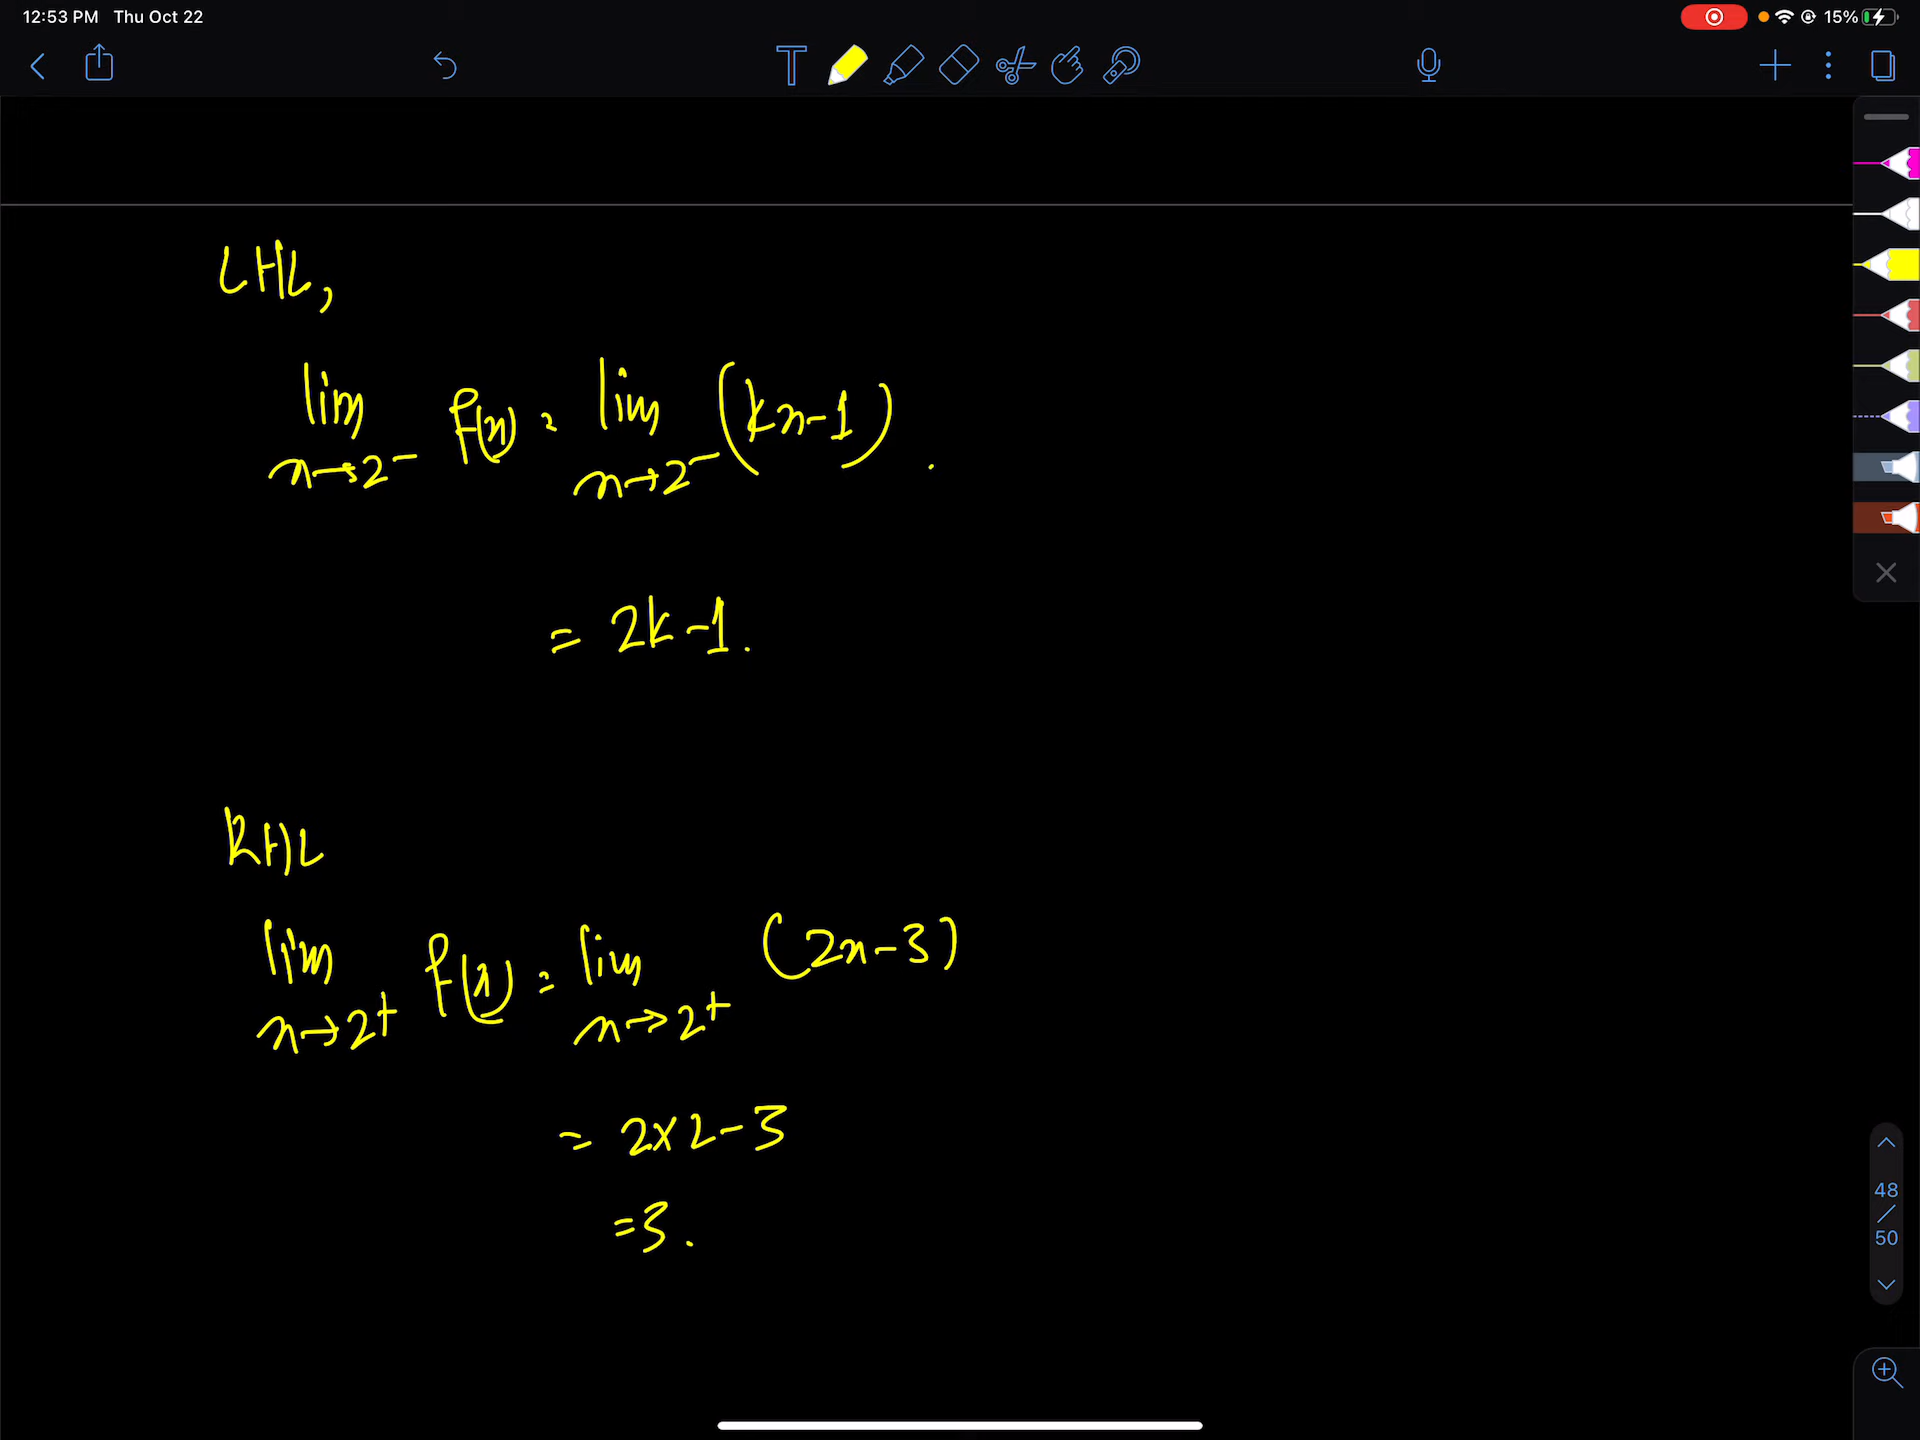 12:53 PM Thu Oct 22
15%
LHL,
lim x→2⁻ f(x) = lim x→2⁻ (kx-1).
= 2k-1.
RHL
lim x→2+ f(x) = lim x→2+ (2x-3)
= 2x2-3
=3.
48
/
50